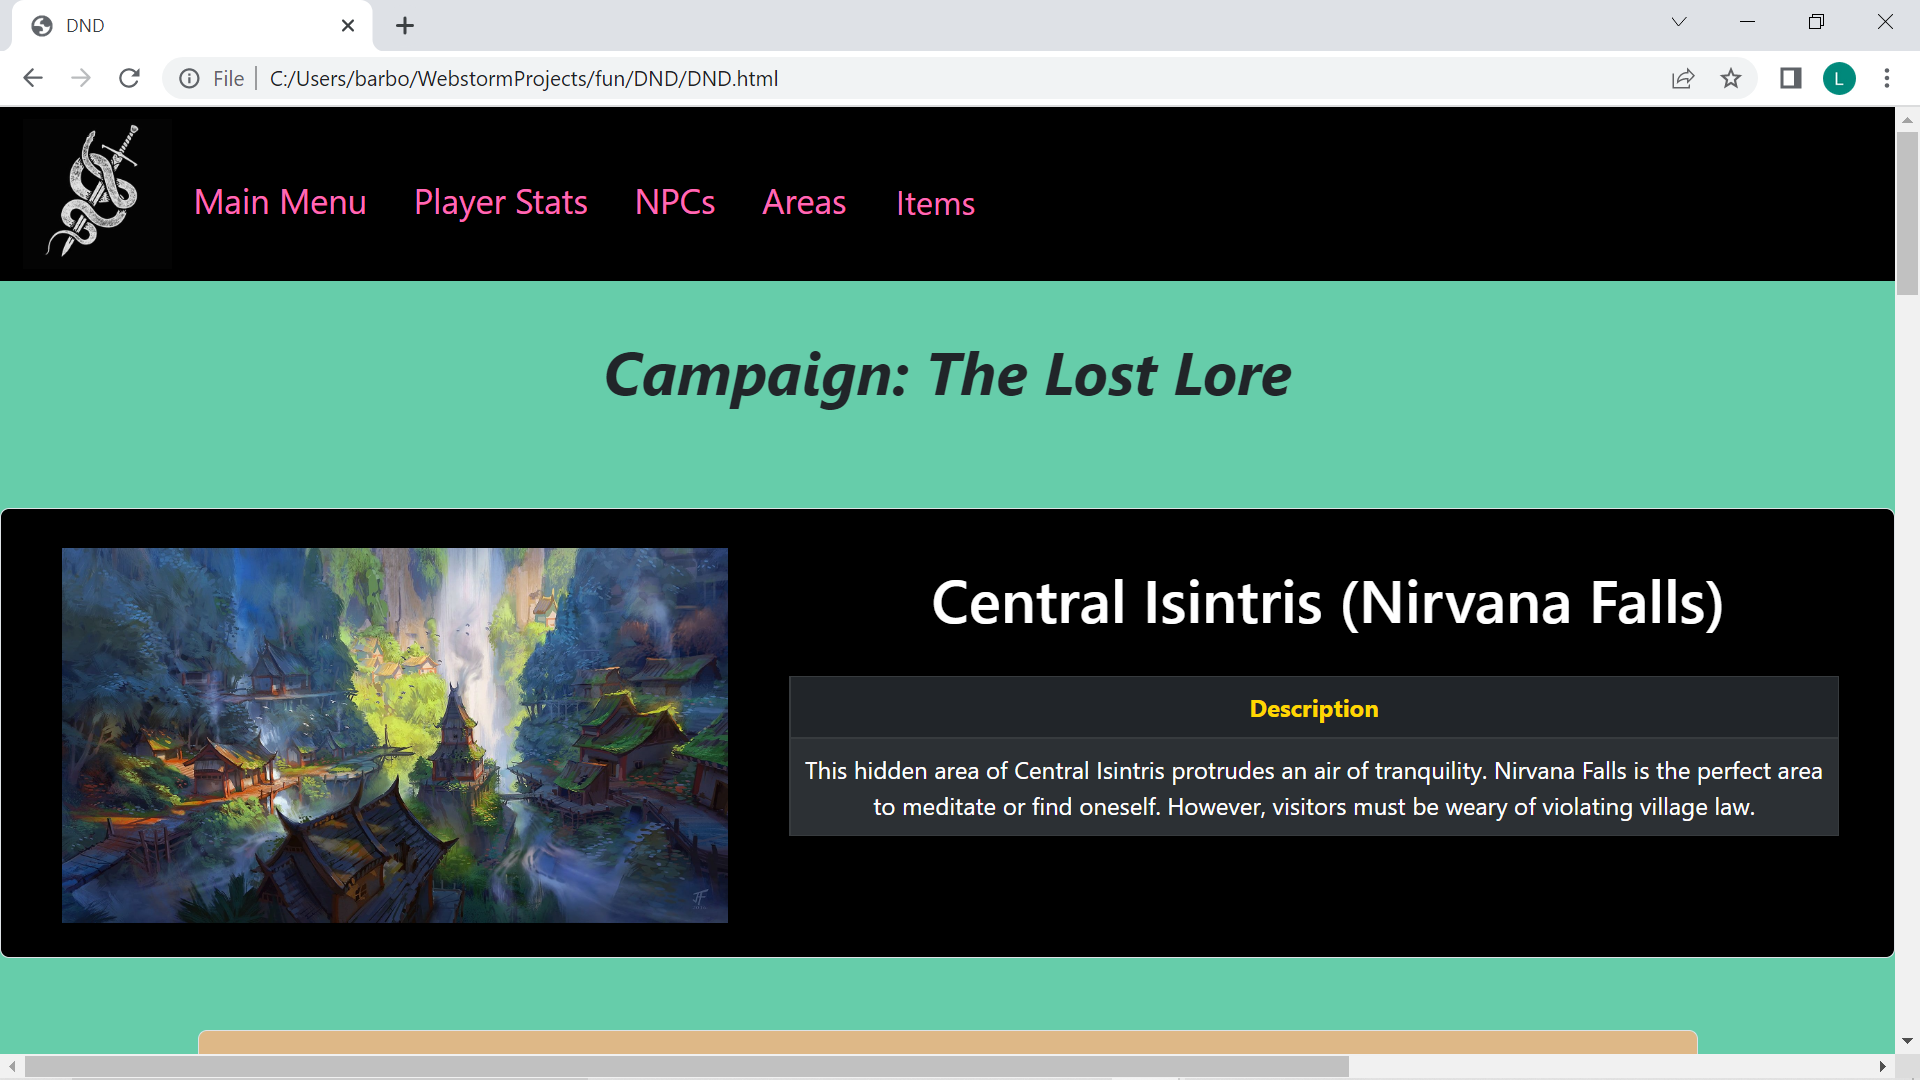 DND
File
C:/Users/barbo/WebstormProjects/fun/DND/DND.html
L
Main Menu Player Stats NPCs Areas Items
Campaign: The Lost Lore
Central Isintris (Nirvana Falls)
Description
This hidden area of Central Isintris protrudes an air of tranquility. Nirvana Falls is the perfect area
to meditate or find oneself. However, visitors must be weary of violating village law.
JF